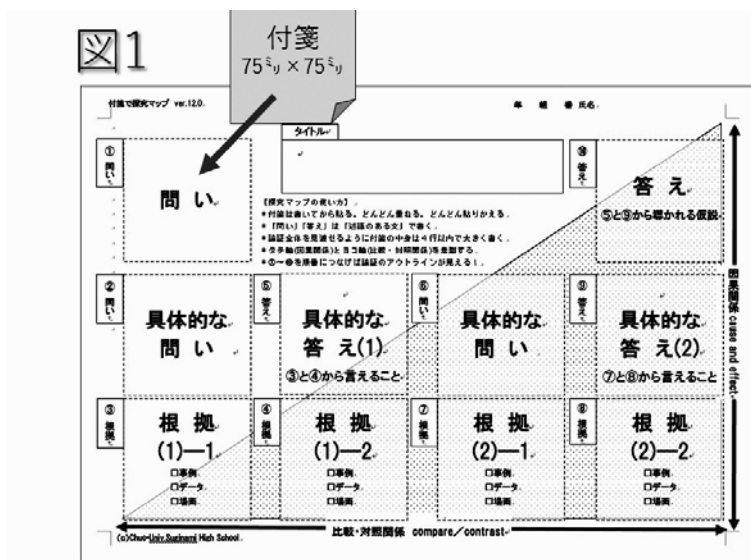 図1
付箋
75㍉×75㍉
付箋で探究マップ ver.12.0.
年 組 番 氏名.
タイトル
① 問い
問い
【探究マップの使い方】
*付箋は書いてから貼る。どんどん重ねる。どんどん貼りかえる.
*「問い」「答え」は「述語のある文」で書く.
*論証全体を見渡せるように付箋の中身は4行以内で大きく書く.
*タテ軸(因果関係)とヨコ軸(比較・対照関係)を意識する.
*①~⑩を順番につなげば論証のアウトラインが見える!.
⑩ 答え
答え
⑤と⑨から導かれる仮説
② 問い
具体的な
問い
⑤ 答え
具体的な
答え(1)
③と④から言えること
⑥ 問い
具体的な
問い
⑨ 答え
具体的な
答え(2)
⑦と⑧から言えること
③ 根拠
根拠
(1)―1
□事例
□データ
□場面
④ 根拠
根拠
(1)―2
□事例
□データ
□場面
⑦ 根拠
根拠
(2)―1
□事例
□データ
□場面
⑧ 根拠
根拠
(2)―2
□事例
□データ
□場面
因果関係 cause and effect
比較・対照関係 compare/contrast
(c)Chuo-Univ.Suginami High School.